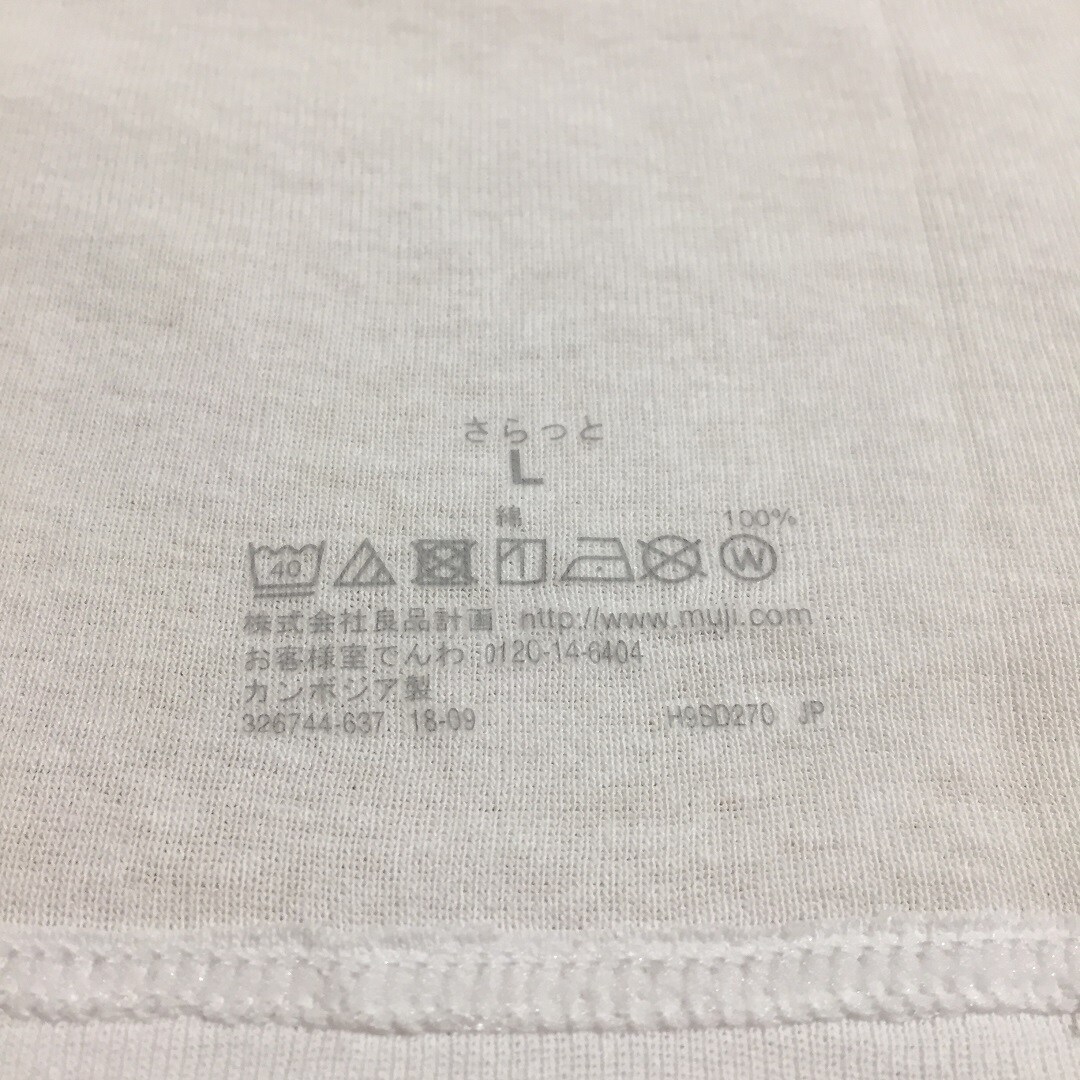 さらっと
L
綿 100%
40 W
株式会社良品計画 http://www.muji.com
お客様室でんわ 0120-14-6404
カンボジア製
326744-637 18-09 H9SD270 JP